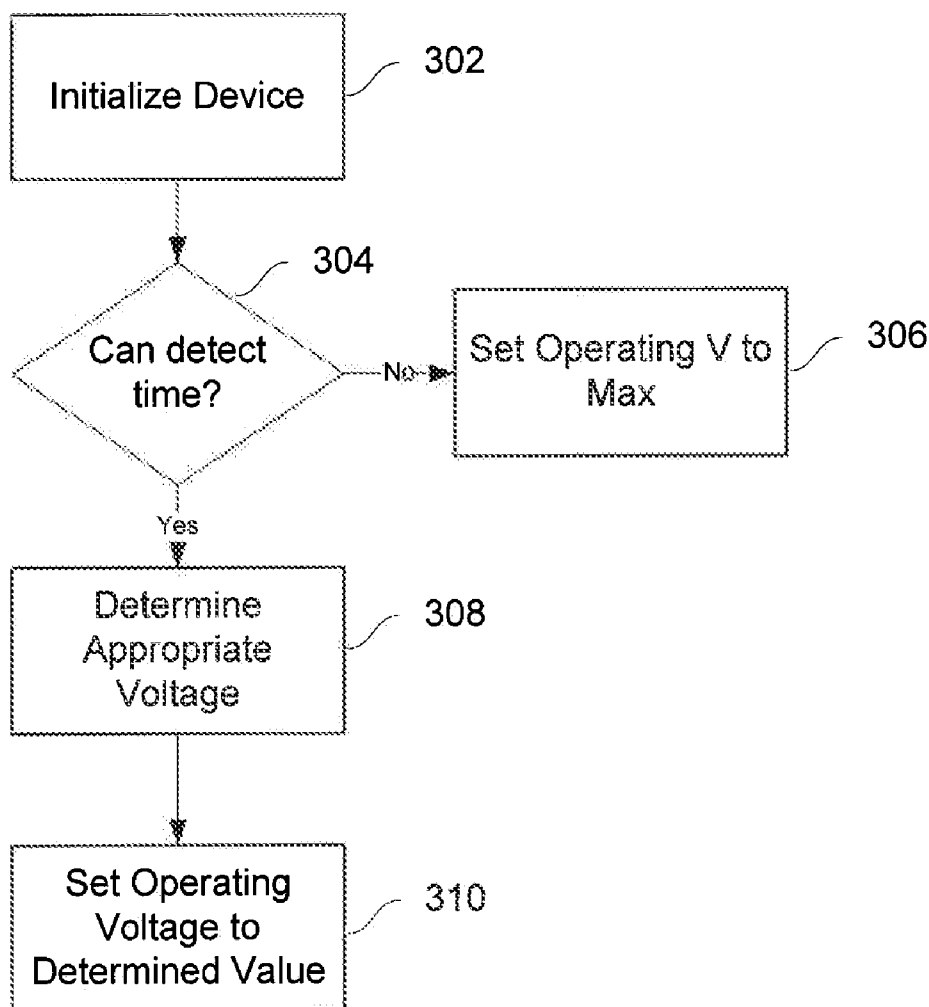 Initialize Device
302
304
Can detect
time?
No
Set Operating V to
Max
306
Yes
Determine
Appropriate
Voltage
308
Set Operating
Voltage to
Determined Value
310